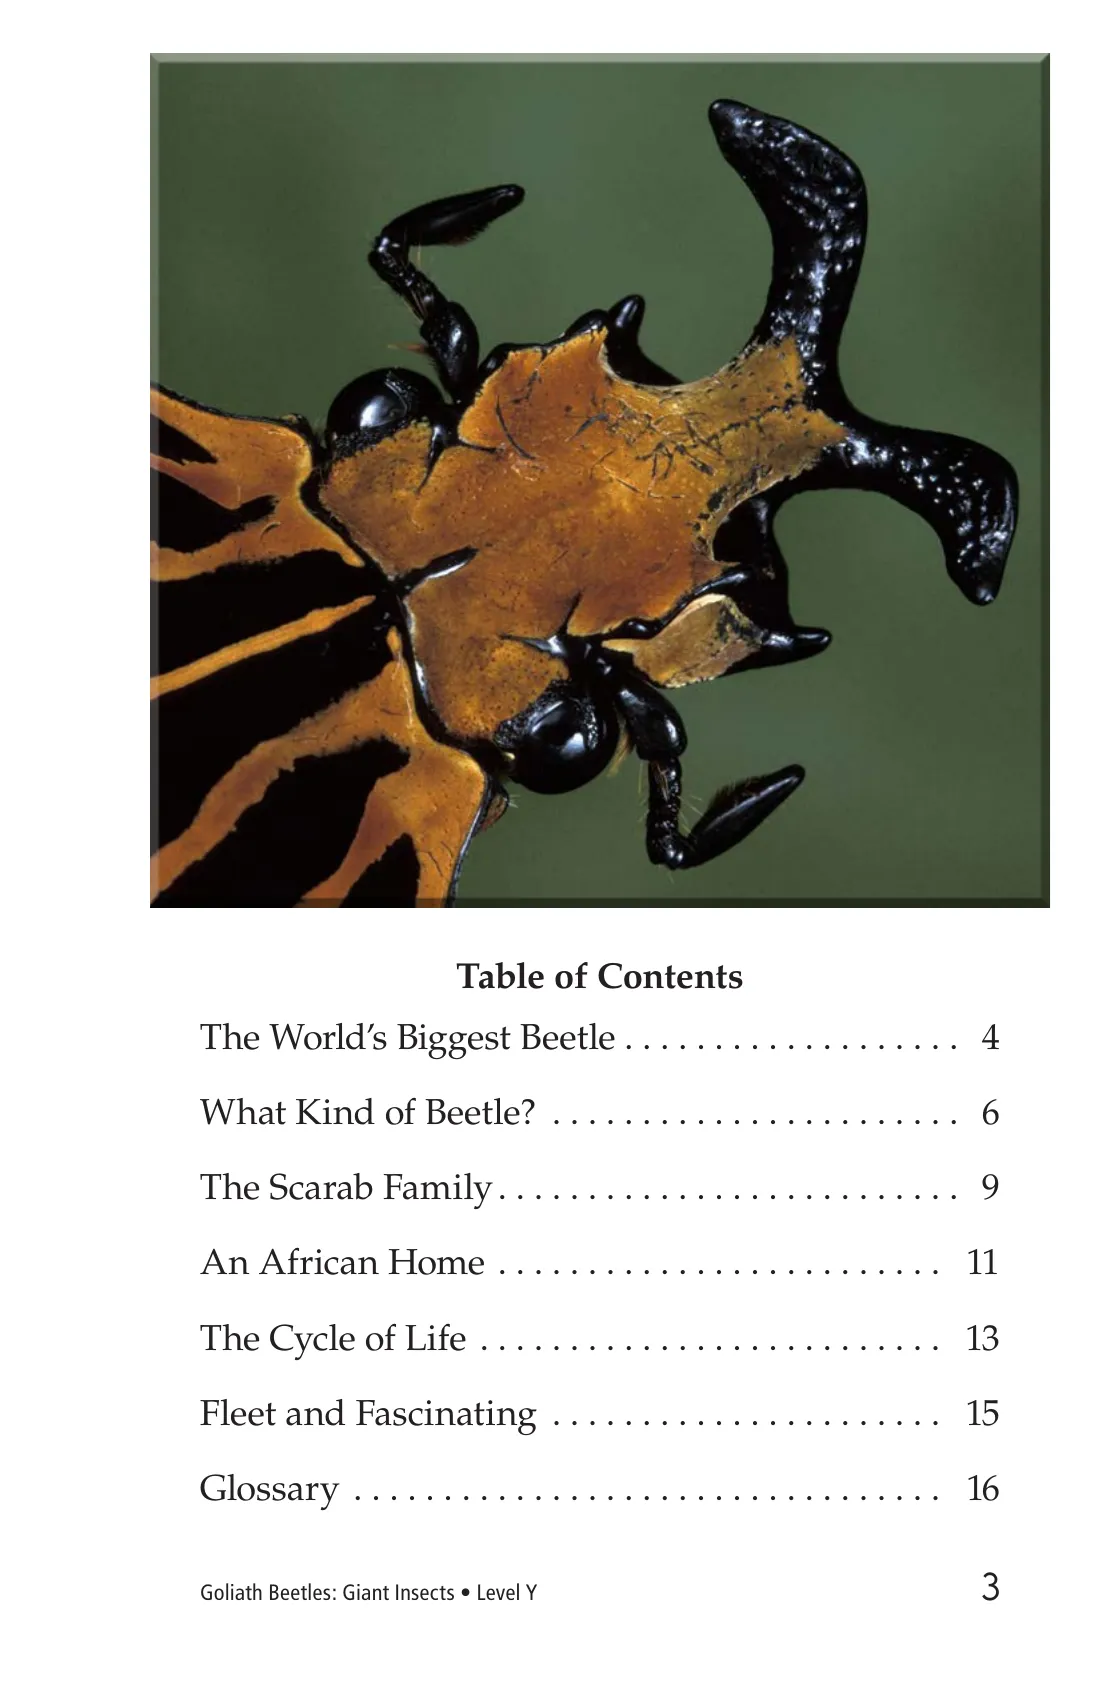 Table of Contents
The World’s Biggest Beetle . . . . . . . . . . . . . . . . . . . 4
What Kind of Beetle? . . . . . . . . . . . . . . . . . . . . . . . 6
The Scarab Family . . . . . . . . . . . . . . . . . . . . . . . . . . 9
An African Home . . . . . . . . . . . . . . . . . . . . . . . . . 11
The Cycle of Life . . . . . . . . . . . . . . . . . . . . . . . . . . 13
Fleet and Fascinating . . . . . . . . . . . . . . . . . . . . . . 15
Glossary . . . . . . . . . . . . . . . . . . . . . . . . . . . . . . . . . 16
Goliath Beetles: Giant Insects • Level Y 3